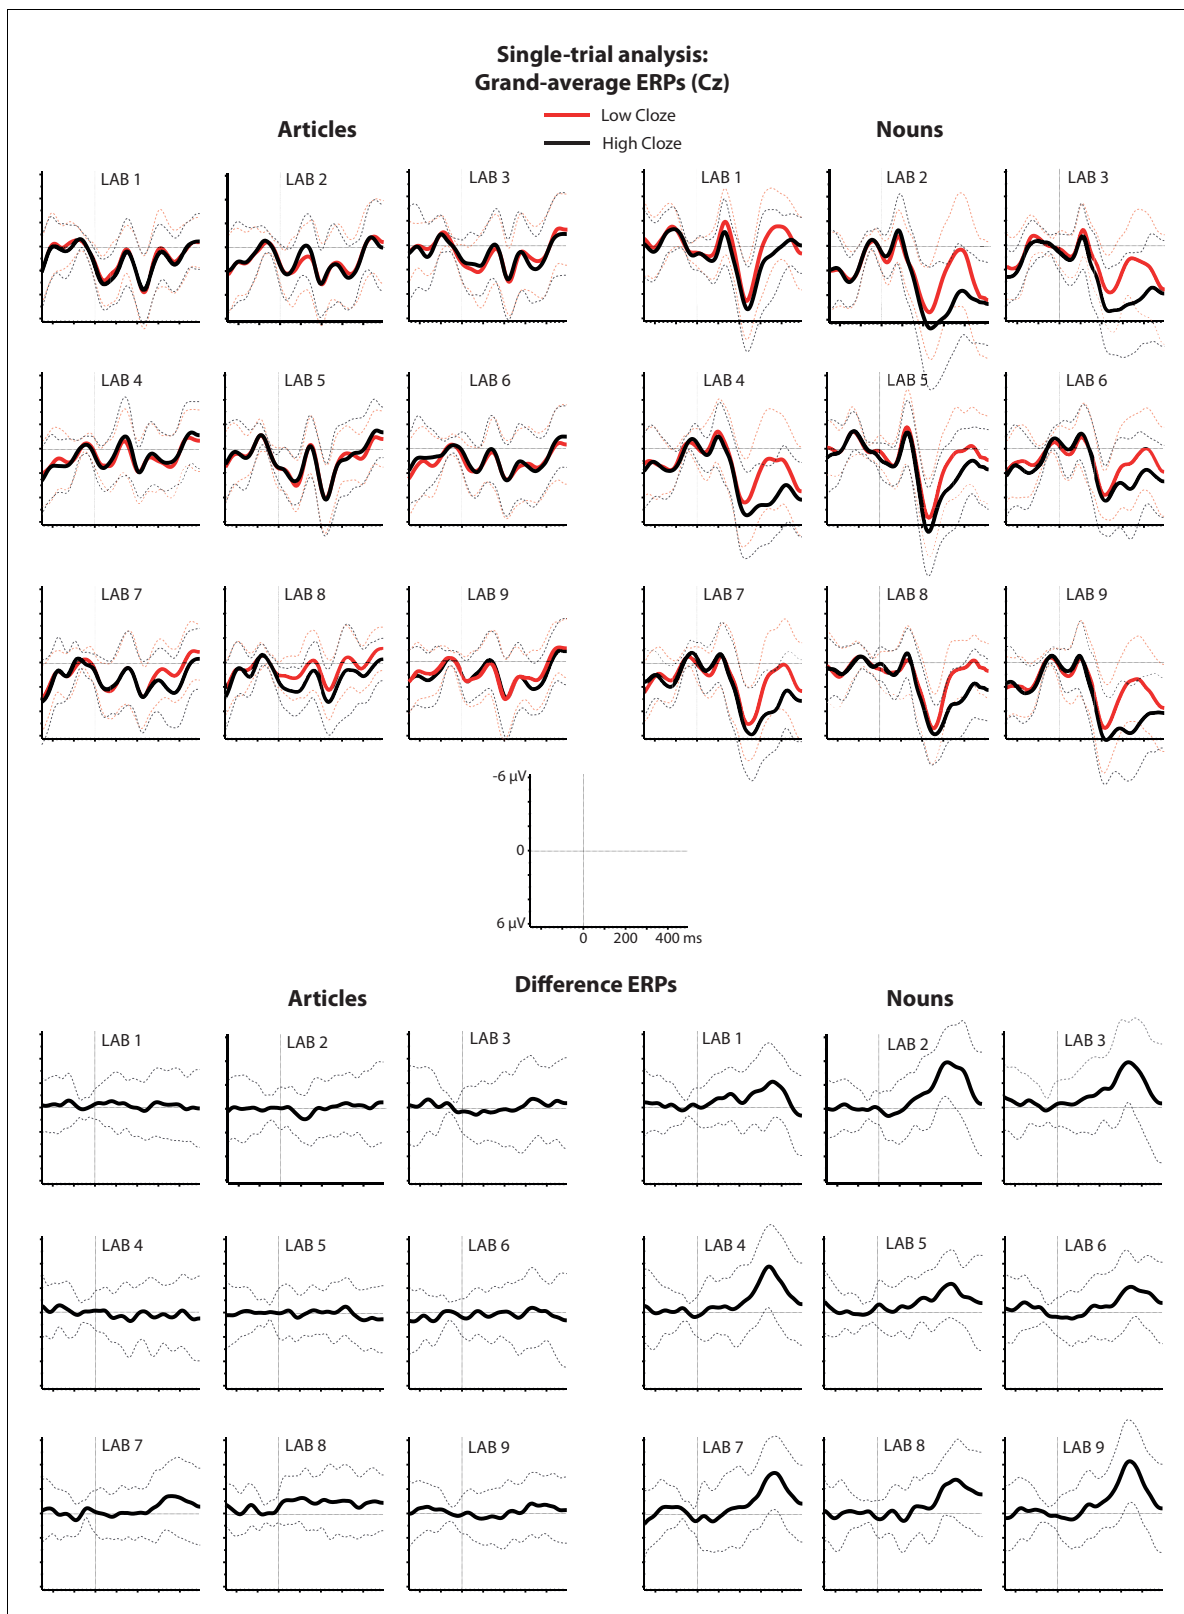 Single-trial analysis:
Grand-average ERPs (Cz)
Low Cloze
High Cloze
Articles
Nouns
LAB 1
LAB 2
LAB 3
LAB 1
LAB 2
LAB 3
LAB 4
LAB 5
LAB 6
LAB 4
LAB 5
LAB 6
LAB 7
LAB 8
LAB 9
LAB 7
LAB 8
LAB 9
-6 µV
0
6 µV
0 200 400 ms
Difference ERPs
Articles
Nouns
LAB 1
LAB 2
LAB 3
LAB 1
LAB 2
LAB 3
LAB 4
LAB 5
LAB 6
LAB 4
LAB 5
LAB 6
LAB 7
LAB 8
LAB 9
LAB 7
LAB 8
LAB 9